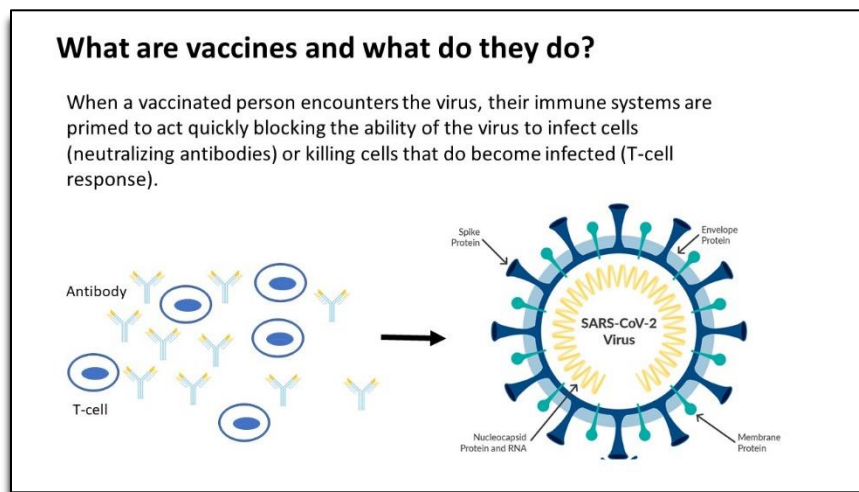 What are vaccines and what do they do?
When a vaccinated person encounters the virus, their immune systems are
primed to act quickly blocking the ability of the virus to infect cells
(neutralizing antibodies) or killing cells that do become infected (T-cell
response).
Antibody
T-cell
Spike
Protein
Envelope
Protein
SARS-CoV-2
Virus
Nucleocapsid
Protein and RNA
Membrane
Protein